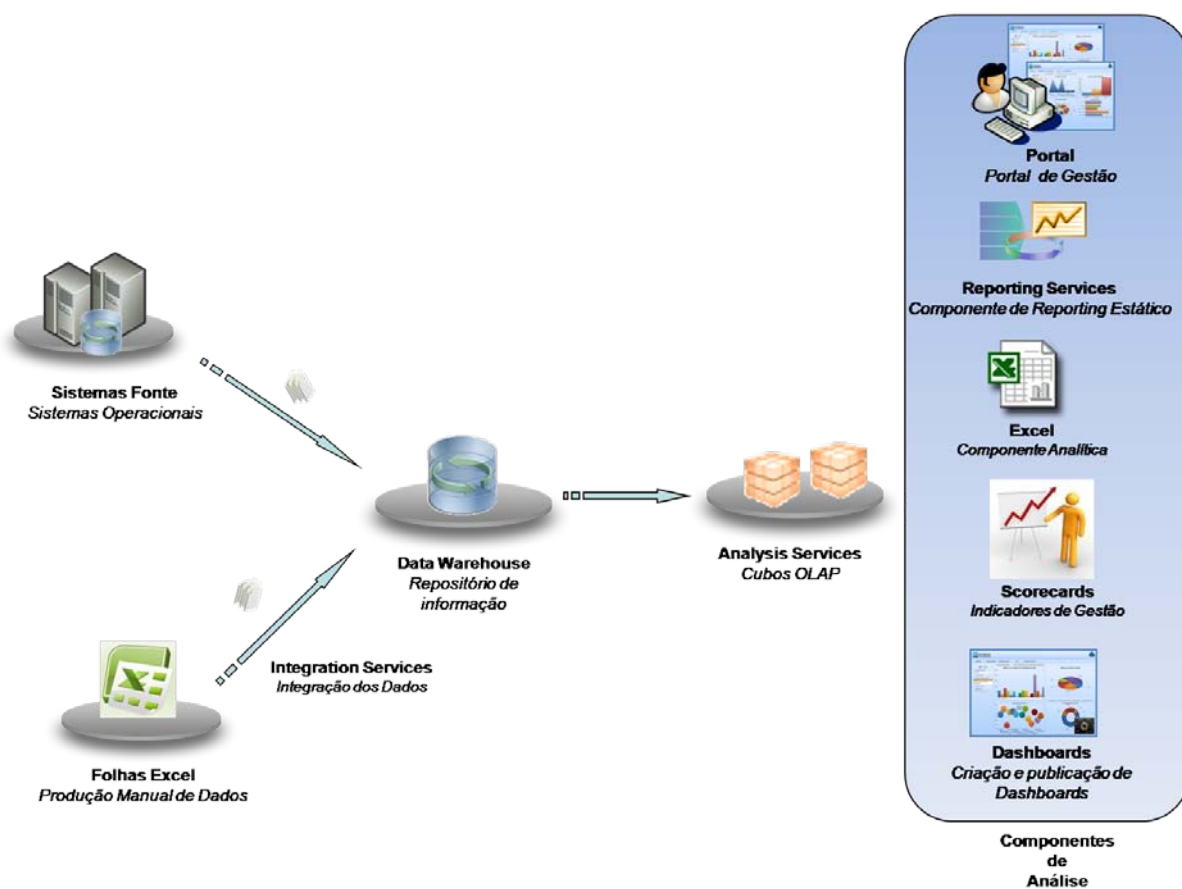 Sistemas Fonte
Sistemas Operacionais
Folhas Excel
Produção Manual de Dados
Integration Services
Integração dos Dados
Data Warehouse
Repositório de
informação
Analysis Services
Cubos OLAP
Portal
Portal de Gestão
Reporting Services
Componente de Reporting Estático
Excel
Componente Analítica
Scorecards
Indicadores de Gestão
Dashboards
Criação e publicação de
Dashboards
Componentes
de
Análise